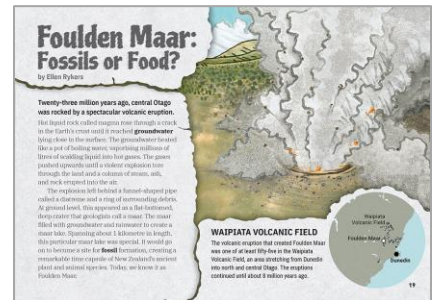 Foulden Maar:
Fossils or Food?
by Ellen Rykers
Twenty-three million years ago, central Otago
was rocked by a spectacular volcanic eruption.
Hot liquid rock called magma rose through a crack
in the Earth's crust until it reached groundwater
lying close to the surface. The groundwater heated
like a pot of boiling water, vaporising millions of
litres of scalding liquid into hot gases. The gases
pushed upwards until a violent explosion tore
through the land and a column of steam, ash,
and rock erupted into the air.
The explosion left behind a funnel-shaped pipe
called a diatreme and a ring of surrounding debris.
At ground level, this appeared as a flat-bottomed,
deep crater that geologists call a maar. The maar
filled with groundwater and rainwater to create a
maar lake. Spanning about 1 kilometre in length,
this particular maar lake was special. It would go
on to become a site for fossil formation, creating a
remarkable time capsule of New Zealand's ancient
plant and animal species. Today, we know it as
Foulden Maar.
WAIPIATA VOLCANIC FIELD
The volcanic eruption that created Foulden Maar
was one of at least fifty-five in the Waipiata
Volcanic Field, an area stretching from Dunedin
into north and central Otago. The eruptions
continued until about 9 million years ago.
Waipiata
Volcanic Field
Foulden Maar
Dunedin
19